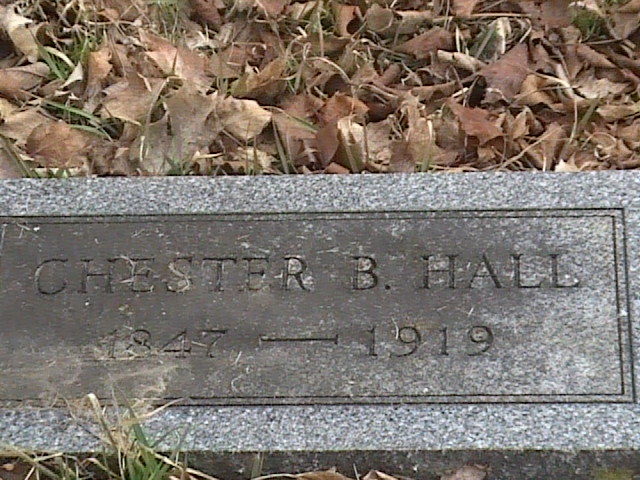 CHESTER B. HALL
1847 — 1919